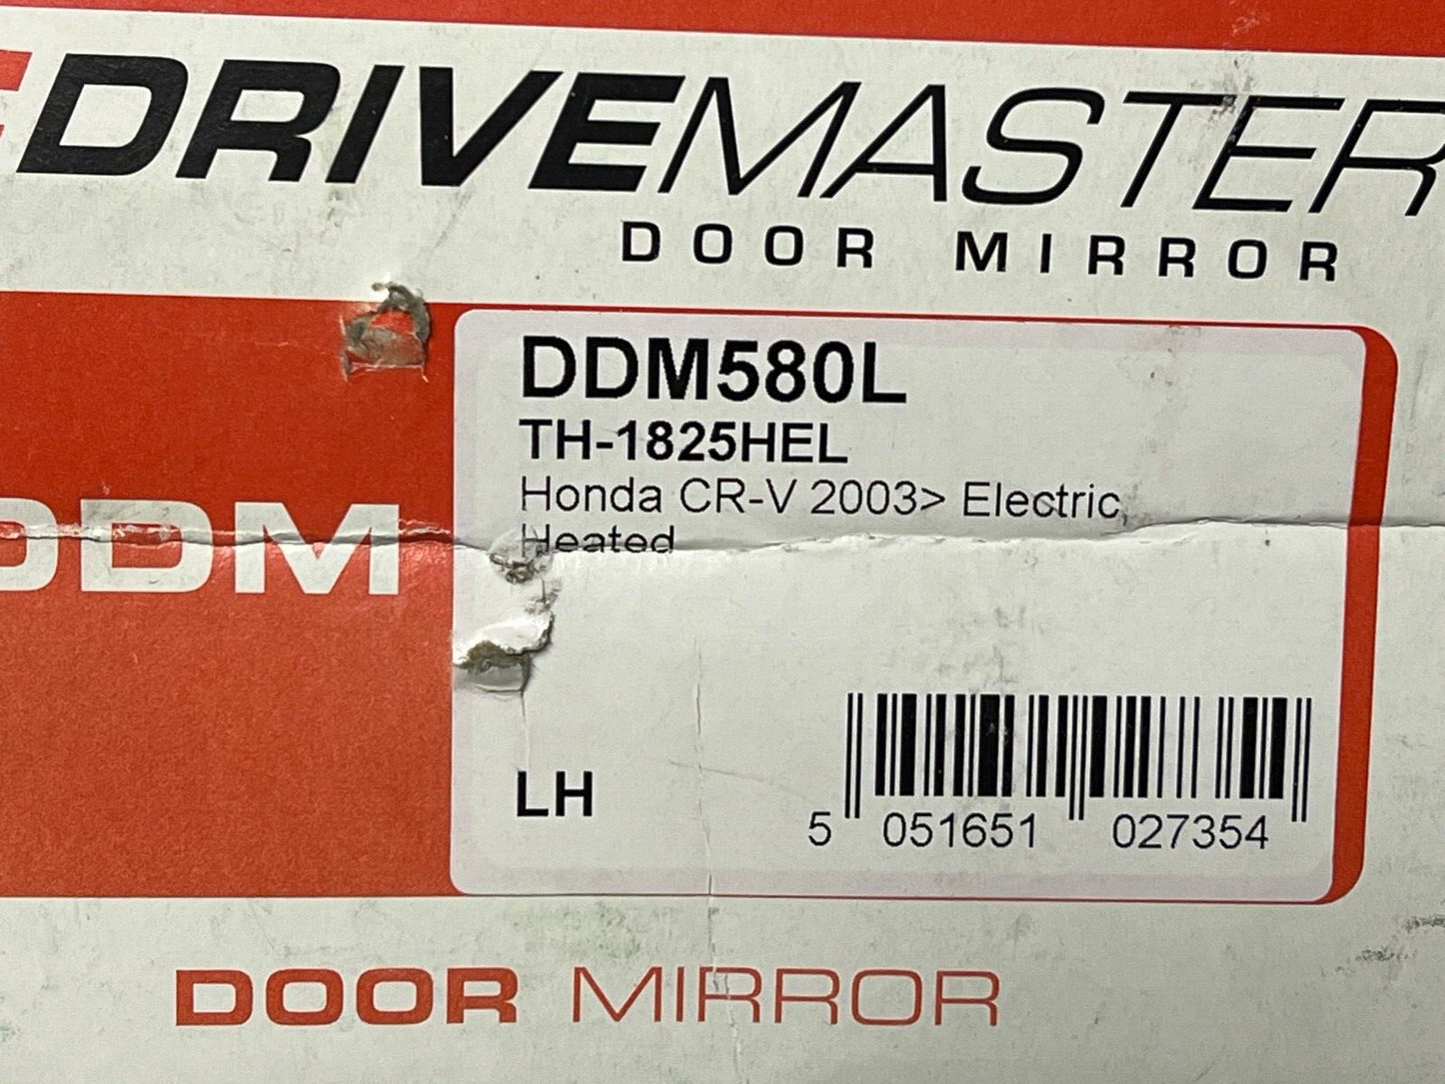 DRIVEMASTER
DOOR MIRROR
DDM580L
TH-1825HEL
Honda CR-V 2003> Electric,
Heated
DDM
LH
5 051651 027354
DOOR MIRROR